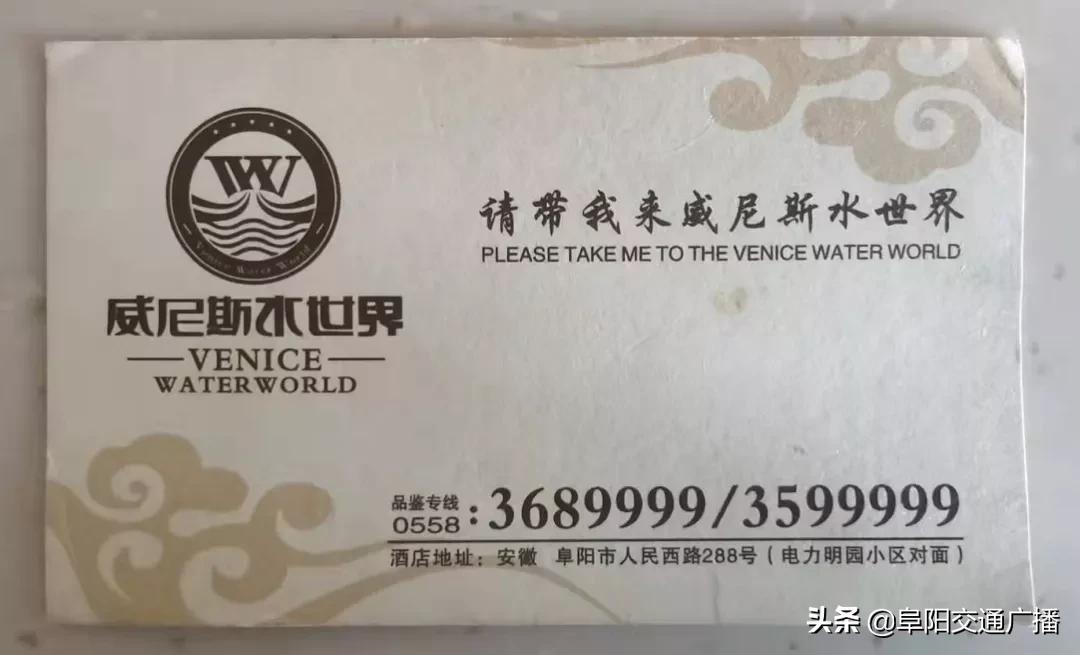 Venice Water World
威尼斯水世界
VENICE
WATERWORLD
请带我来威尼斯水世界
PLEASE TAKE ME TO THE VENICE WATER WORLD
品鉴专线
0558:3689999/3599999
酒店地址：安徽 阜阳市人民西路288号（电力明园小区对面）
头条 @阜阳交通广播